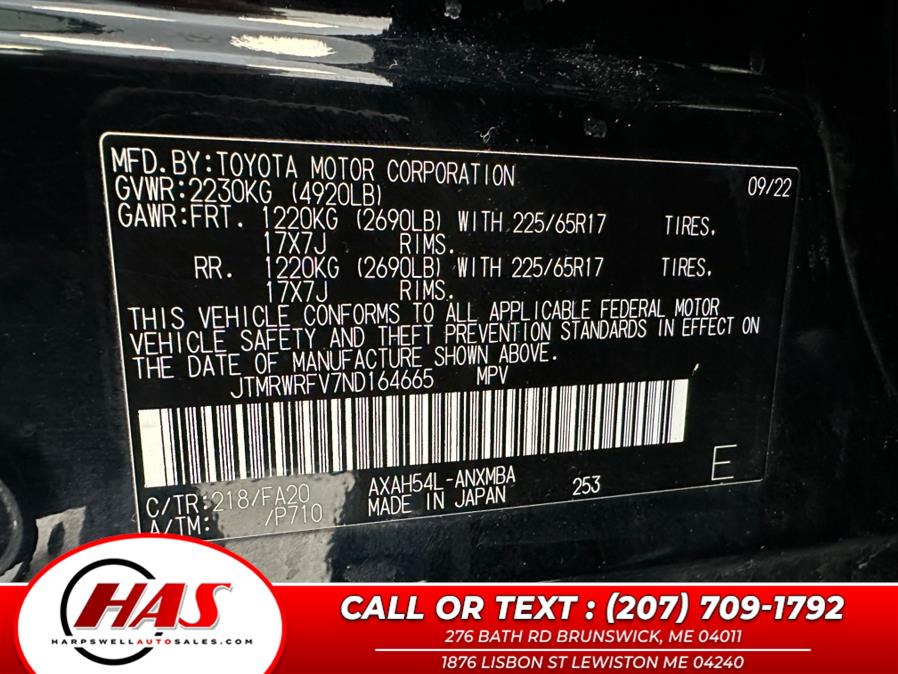 MFD.BY:TOYOTA MOTOR CORPORATION 09/22
GVWR:2230KG (4920LB)
GAWR:FRT. 1220KG (2690LB) WITH 225/65R17 TIRES.
17X7J RIMS.
RR. 1220KG (2690LB) WITH 225/65R17 TIRES.
17X7J RIMS.
THIS VEHICLE CONFORMS TO ALL APPLICABLE FEDERAL MOTOR
VEHICLE SAFETY AND THEFT PREVENTION STANDARDS IN EFFECT ON
THE DATE OF MANUFACTURE SHOWN ABOVE.
JTMRWRFV7ND164665 MPV
C/TR:218/FA20 AXAH54L-ANXMBA 253 E
A/TM: /P710 MADE IN JAPAN
HAS
HARPSWELLAUTOSALES.COM
CALL OR TEXT : (207) 709-1792
276 BATH RD BRUNSWICK, ME 04011
1876 LISBON ST LEWISTON ME 04240